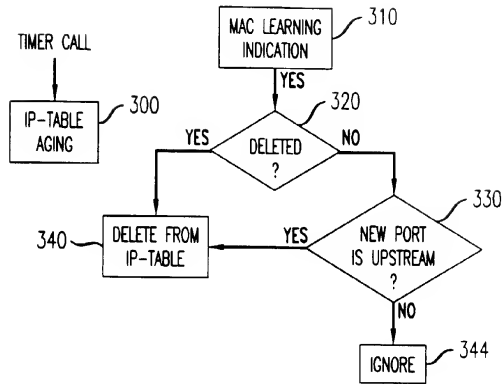 TIMER CALL
IP-TABLE
AGING
300
MAC LEARNING
INDICATION
310
YES
DELETED
?
320
YES
NO
DELETE FROM
IP-TABLE
340
YES
NEW PORT
IS UPSTREAM
?
330
NO
IGNORE
344